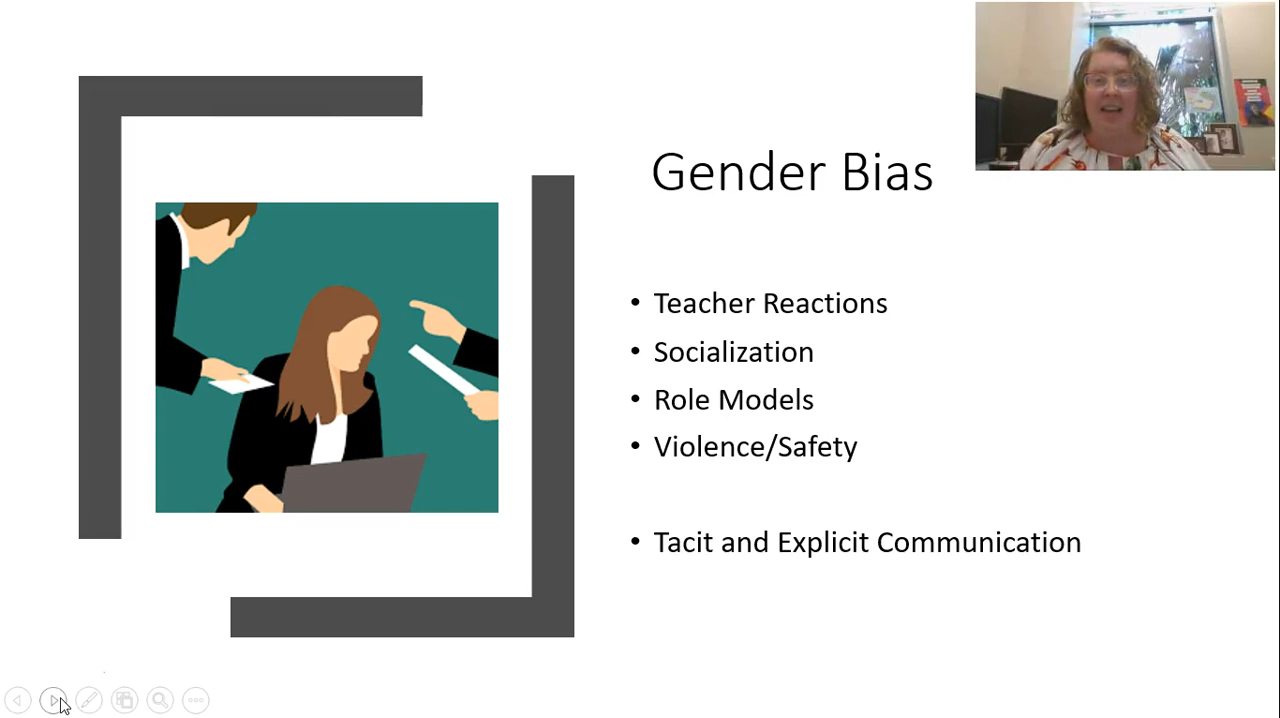 Gender Bias
• Teacher Reactions
• Socialization
• Role Models
• Violence/Safety
• Tacit and Explicit Communication